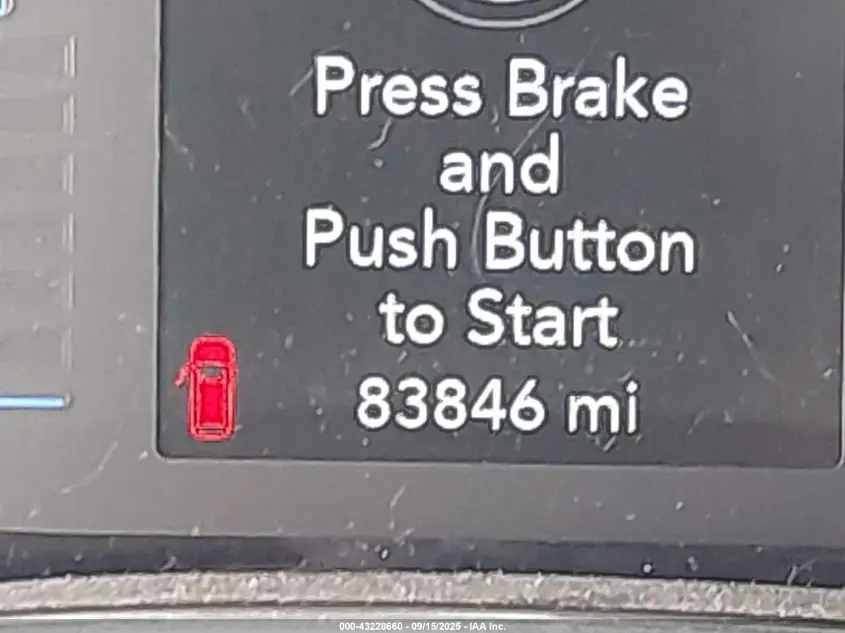 Press Brake
and
Push Button
to Start
83846 mi
000-43228660 - 09/15/2025 - IAA Inc.